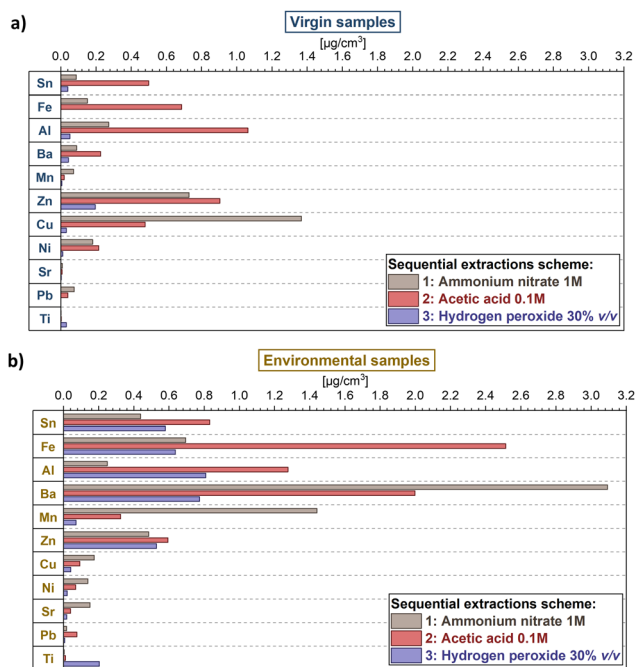 a)
Virgin samples
[µg/cm³]
0.0 0.2 0.4 0.6 0.8 1.0 1.2 1.4 1.6 1.8 2.0 2.2 2.4 2.6 2.8 3.0 3.2
Sn
Fe
Al
Ba
Mn
Zn
Cu
Ni
Sr
Pb
Ti
Sequential extractions scheme:
1: Ammonium nitrate 1M
2: Acetic acid 0.1M
3: Hydrogen peroxide 30% v/v
b)
Environmental samples
[µg/cm³]
0.0 0.2 0.4 0.6 0.8 1.0 1.2 1.4 1.6 1.8 2.0 2.2 2.4 2.6 2.8 3.0 3.2
Sn
Fe
Al
Ba
Mn
Zn
Cu
Ni
Sr
Pb
Ti
Sequential extractions scheme:
1: Ammonium nitrate 1M
2: Acetic acid 0.1M
3: Hydrogen peroxide 30% v/v